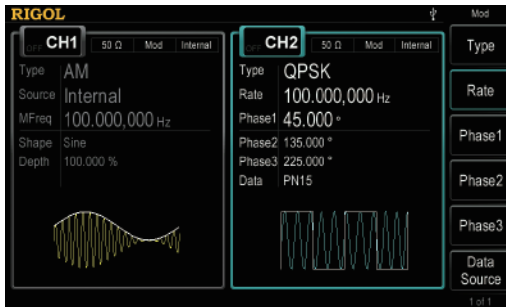 RIGOL
Mod
OFF CH1 50 Ω Mod Internal
Type AM
Source Internal
MFreq 100.000,000 Hz
Shape Sine
Depth 100.000 %
OFF CH2 50 Ω Mod Internal
Type QPSK
Rate 100.000,000 Hz
Phase1 45.000 °
Phase2 135.000 °
Phase3 225.000 °
Data PN15
Type
Rate
Phase1
Phase2
Phase3
Data
Source
1 of 1